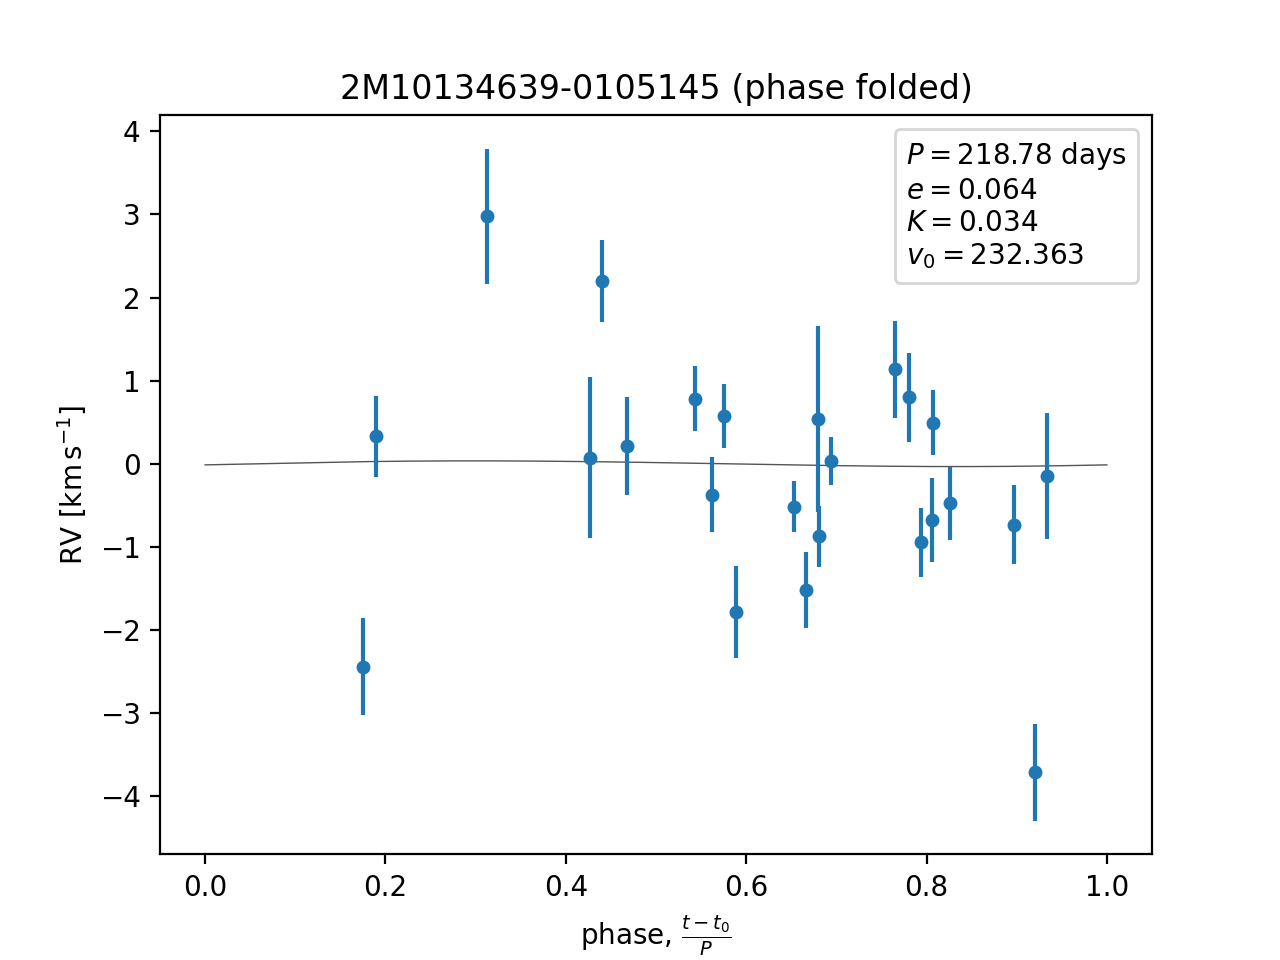 2M10134639-0105145 (phase folded)
P = 218.78 days
e = 0.064
K = 0.034
v₀ = 232.363
4
3
2
1
0
−1
−2
−3
−4
RV [km s⁻¹]
0.0 0.2 0.4 0.6 0.8 1.0
phase, (t − t₀)/P